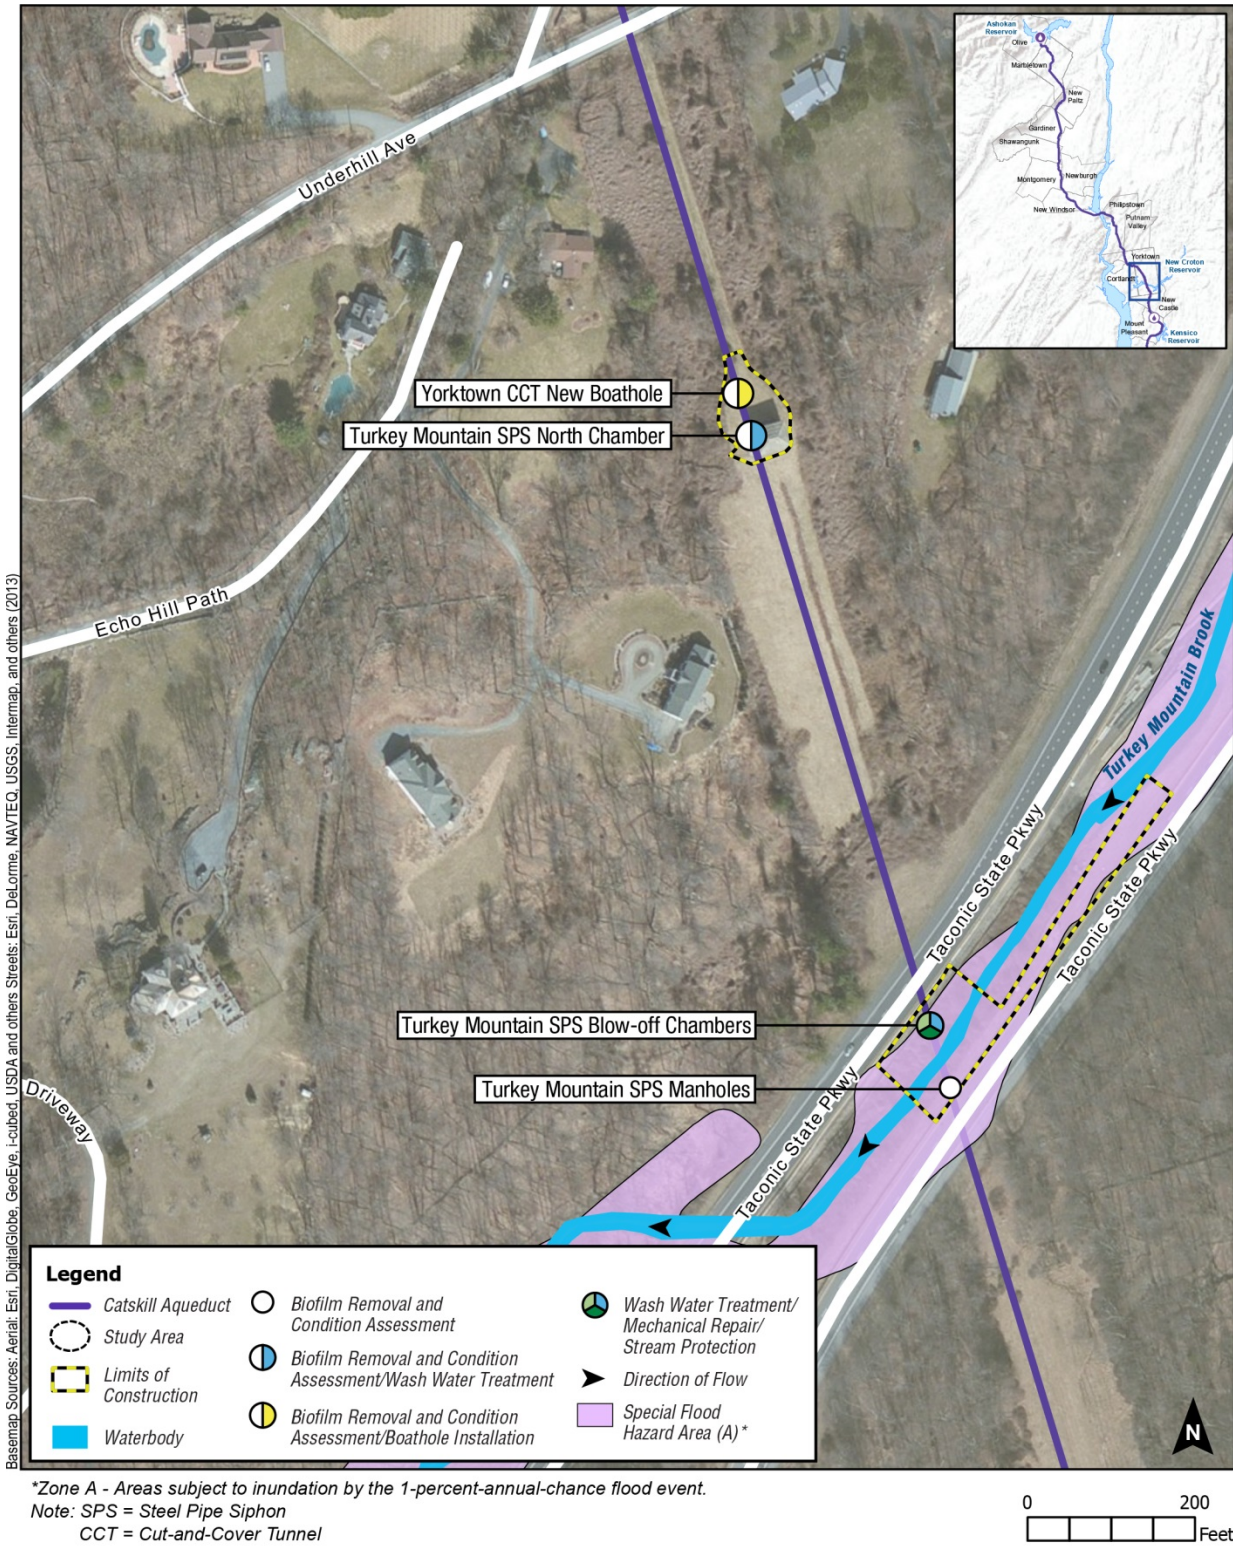 Ashokan
Reservoir
Olive
Marbletown
New
Paltz
Gardiner
Shawangunk
Montgomery
Newburgh
New Windsor
Philipstown
Putnam
Valley
Yorktown
New Croton
Reservoir
Cortlandt
New
Castle
Mount
Pleasant
Kensico
Reservoir
Underhill Ave
Yorktown CCT New Boathole
Turkey Mountain SPS North Chamber
Echo Hill Path
Turkey Mountain Brook
Taconic State Pkwy
Taconic State Pkwy
Turkey Mountain SPS Blow-off Chambers
Turkey Mountain SPS Manholes
Driveway
Taconic State Pkwy
Basemap Sources: Aerial: Esri, DigitalGlobe, GeoEye, i-cubed, USDA and others Streets: Esri, DeLorme, NAVTEQ, USGS, Intermap, and others (2013)
Legend
Catskill Aqueduct
Study Area
Limits of
Construction
Waterbody
Biofilm Removal and
Condition Assessment
Biofilm Removal and Condition
Assessment/Wash Water Treatment
Biofilm Removal and Condition
Assessment/Boathole Installation
Wash Water Treatment/
Mechanical Repair/
Stream Protection
Direction of Flow
Special Flood
Hazard Area (A)*
N
*Zone A - Areas subject to inundation by the 1-percent-annual-chance flood event.
Note: SPS = Steel Pipe Siphon
CCT = Cut-and-Cover Tunnel
0 200
Feet